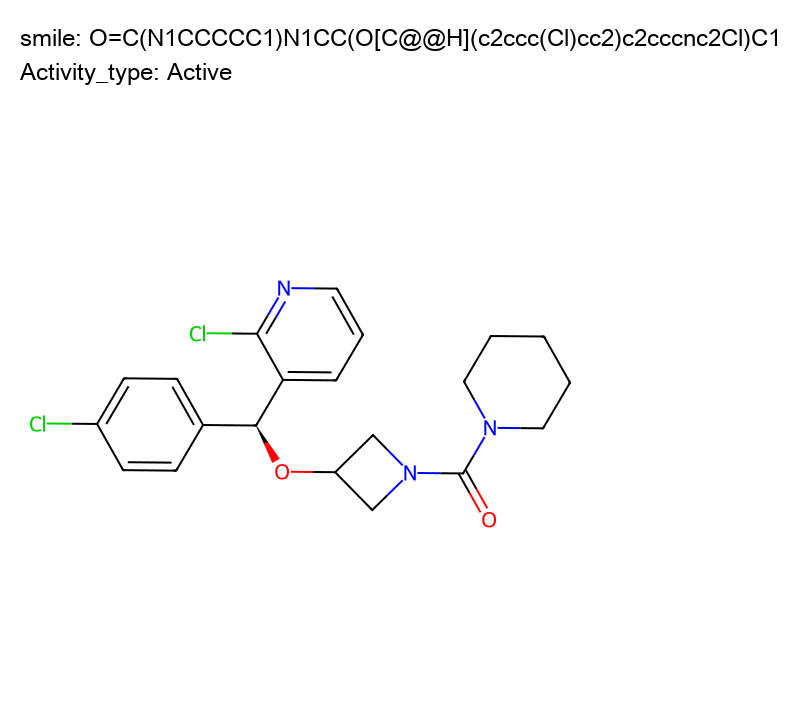 smile: O=C(N1CCCCC1)N1CC(O[C@@H](c2ccc(Cl)cc2)c2cccnc2Cl)C1
Activity_type: Active
N
Cl
Cl
N
O
N
O